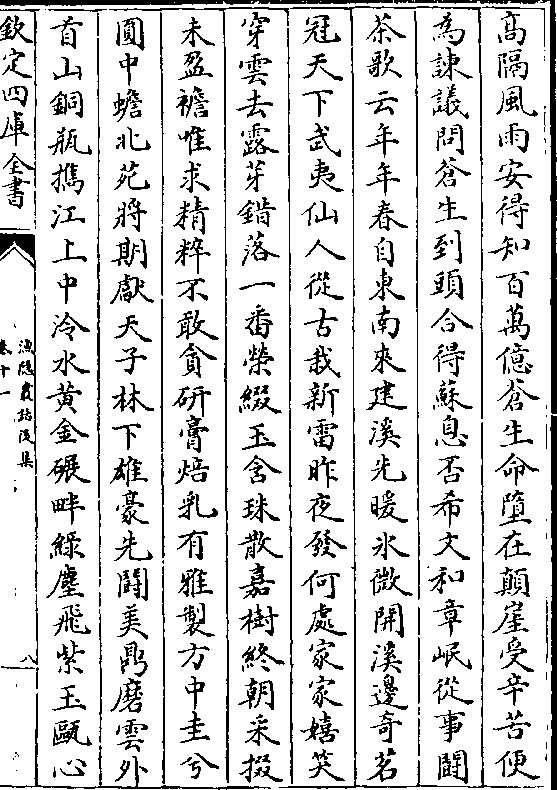 髙隔風雨安得知百萬億蒼生命墮在顛崖受辛苦便
為諫議問蒼生到頭合得蘇息否希文和章岷從事鬭
茶歌云年年春自東南來建溪先暖氷微開溪邊奇茗
冠天下武夷仙人從古栽新雷昨夜發何處家家嬉笑
穿雲去露芽錯落一番榮綴玉含珠散嘉樹終朝采掇
未盈襜唯求精粹不敢貪研膏焙乳有雅製方中圭兮
圓中蟾北苑將期獻天子林下雄豪先鬭美鼎磨雲外
首山銅瓶擕江上中泠水黄金碾畔綠塵飛紫玉甌心
欽定四庫全書
漁隱叢話後集
卷十一
八